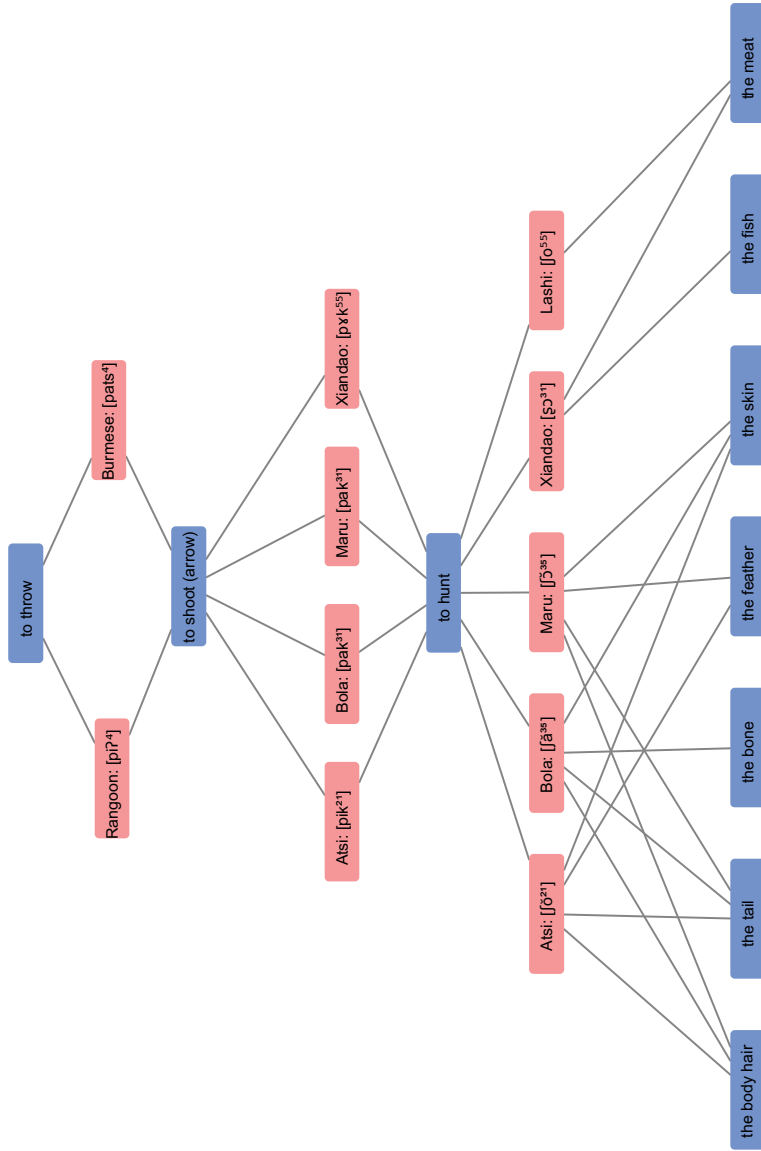 to throw
Rangoon: [piʔ⁴]
Burmese: [pats⁴]
to shoot (arrow)
Atsi: [pik²¹]
Bola: [pak³¹]
Maru: [pak³¹]
Xiandao: [pɤk⁵⁵]
to hunt
Atsi: [ʃŏ²¹]
Bola: [ʃă³⁵]
Maru: [ʃɔ̆³⁵]
Xiandao: [ʂɔ³¹]
Lashi: [ʃo⁵⁵]
the body hair
the tail
the bone
the feather
the skin
the fish
the meat